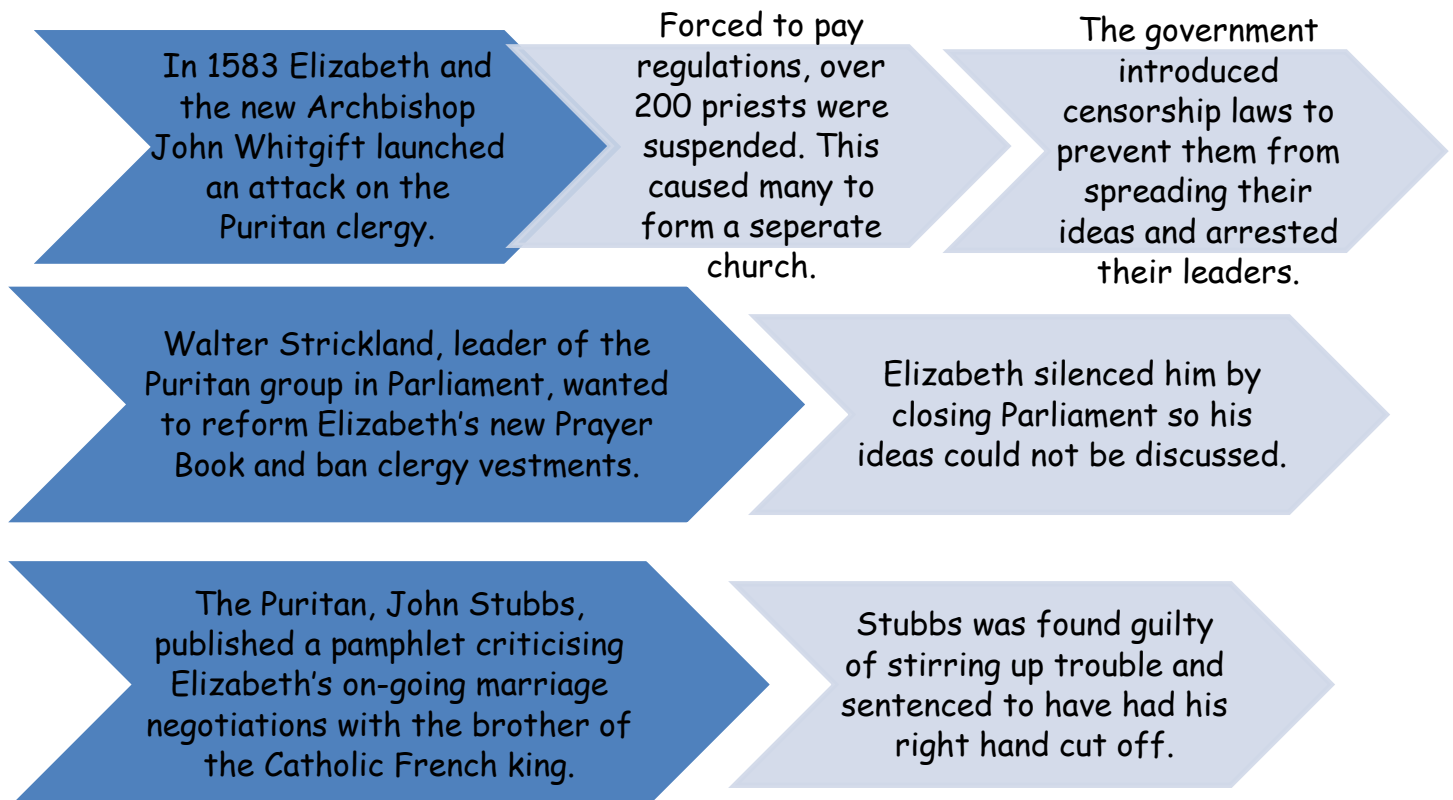 In 1583 Elizabeth and
the new Archbishop
John Whitgift launched
an attack on the
Puritan clergy.
Forced to pay
regulations, over
200 priests were
suspended. This
caused many to
form a seperate
church.
The government
introduced
censorship laws to
prevent them from
spreading their
ideas and arrested
their leaders.
Walter Strickland, leader of the
Puritan group in Parliament, wanted
to reform Elizabeth’s new Prayer
Book and ban clergy vestments.
Elizabeth silenced him by
closing Parliament so his
ideas could not be discussed.
The Puritan, John Stubbs,
published a pamphlet criticising
Elizabeth’s on-going marriage
negotiations with the brother of
the Catholic French king.
Stubbs was found guilty
of stirring up trouble and
sentenced to have had his
right hand cut off.